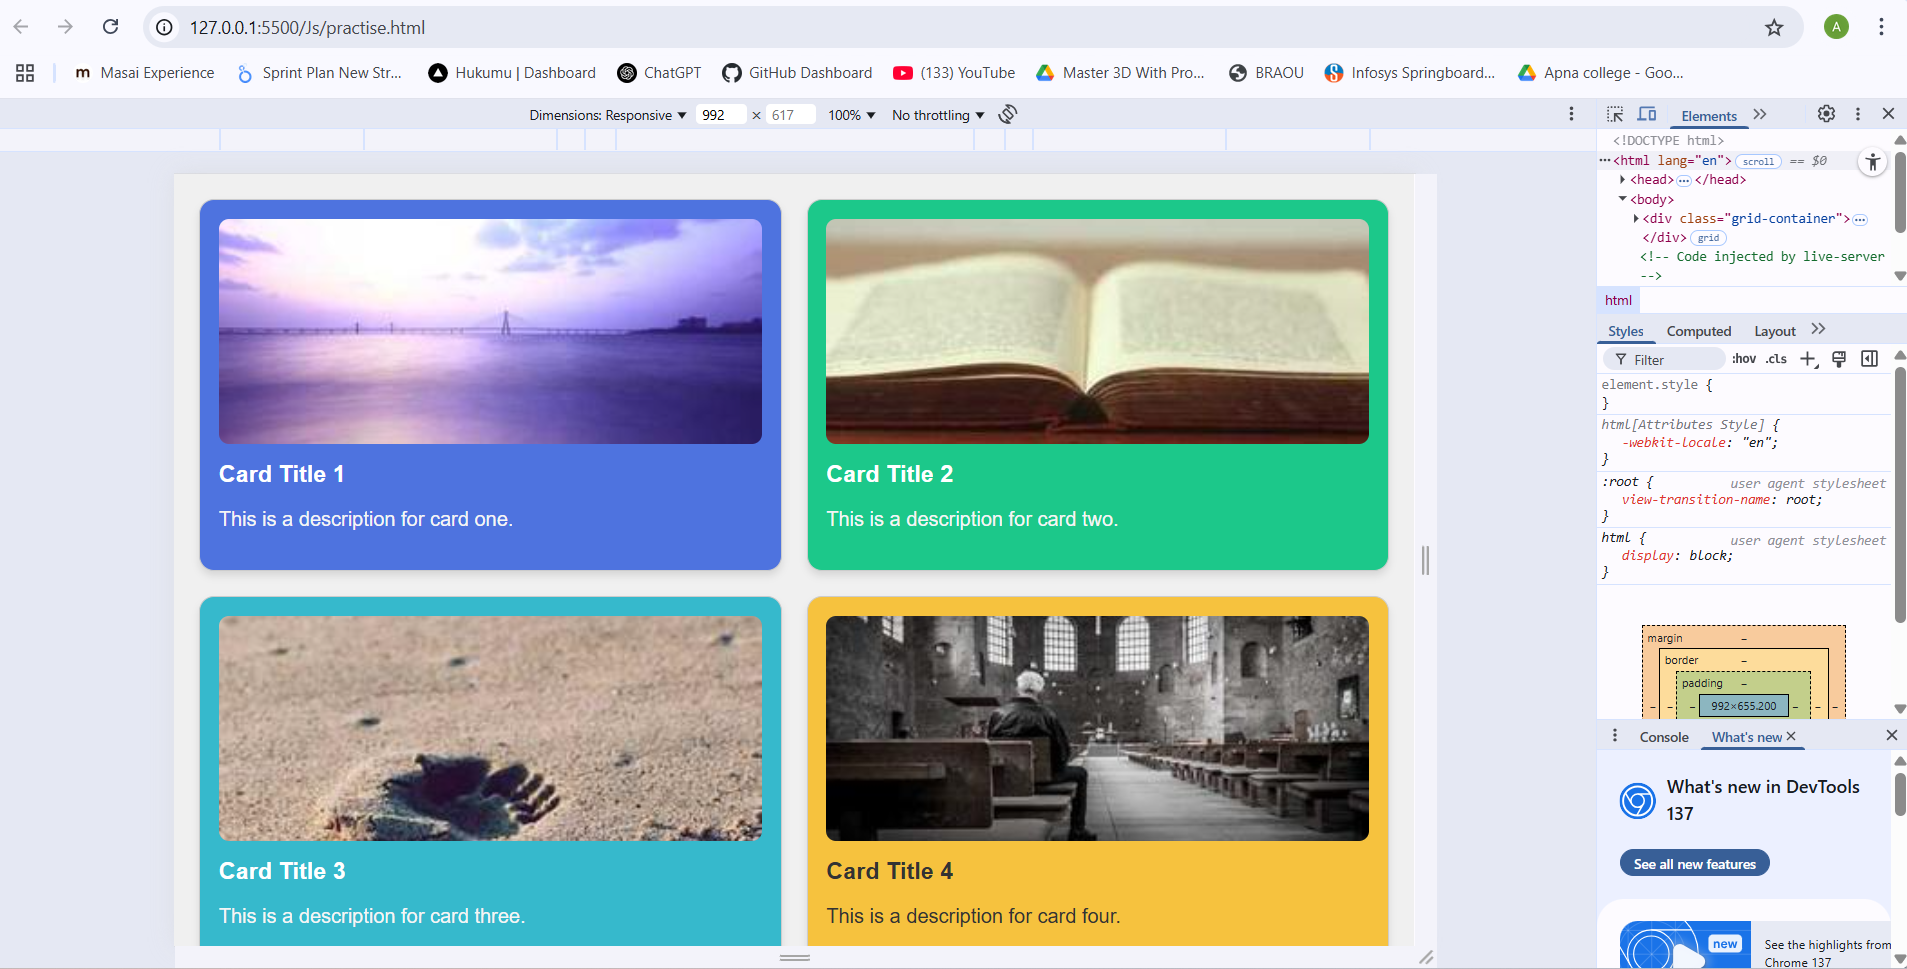 127.0.0.1:5500/Js/practise.html
A
m Masai Experience
Sprint Plan New Str...
Hukumu | Dashboard
ChatGPT
GitHub Dashboard
(133) YouTube
Master 3D With Pro...
BRAOU
Infosys Springboard...
Apna college - Goo...
Dimensions: Responsive ▼ 992 × 617 100% ▼ No throttling ▼
Card Title 1
This is a description for card one.
Card Title 2
This is a description for card two.
Card Title 3
This is a description for card three.
Card Title 4
This is a description for card four.
Elements
<!DOCTYPE html>
<html lang="en"> scroll == $0
<head> </head>
<body>
<div class="grid-container">
</div> grid
<!-- Code injected by live-server
-->
html
Styles Computed Layout
Filter :hov .cls
element.style {
}
html[Attributes Style] {
-webkit-locale: "en";
}
:root { user agent stylesheet
view-transition-name: root;
}
html { user agent stylesheet
display: block;
}
margin –
border –
padding –
– – – 992×655.200 – – –
Console What's new
What's new in DevTools
137
See all new features
new
See the highlights from
Chrome 137